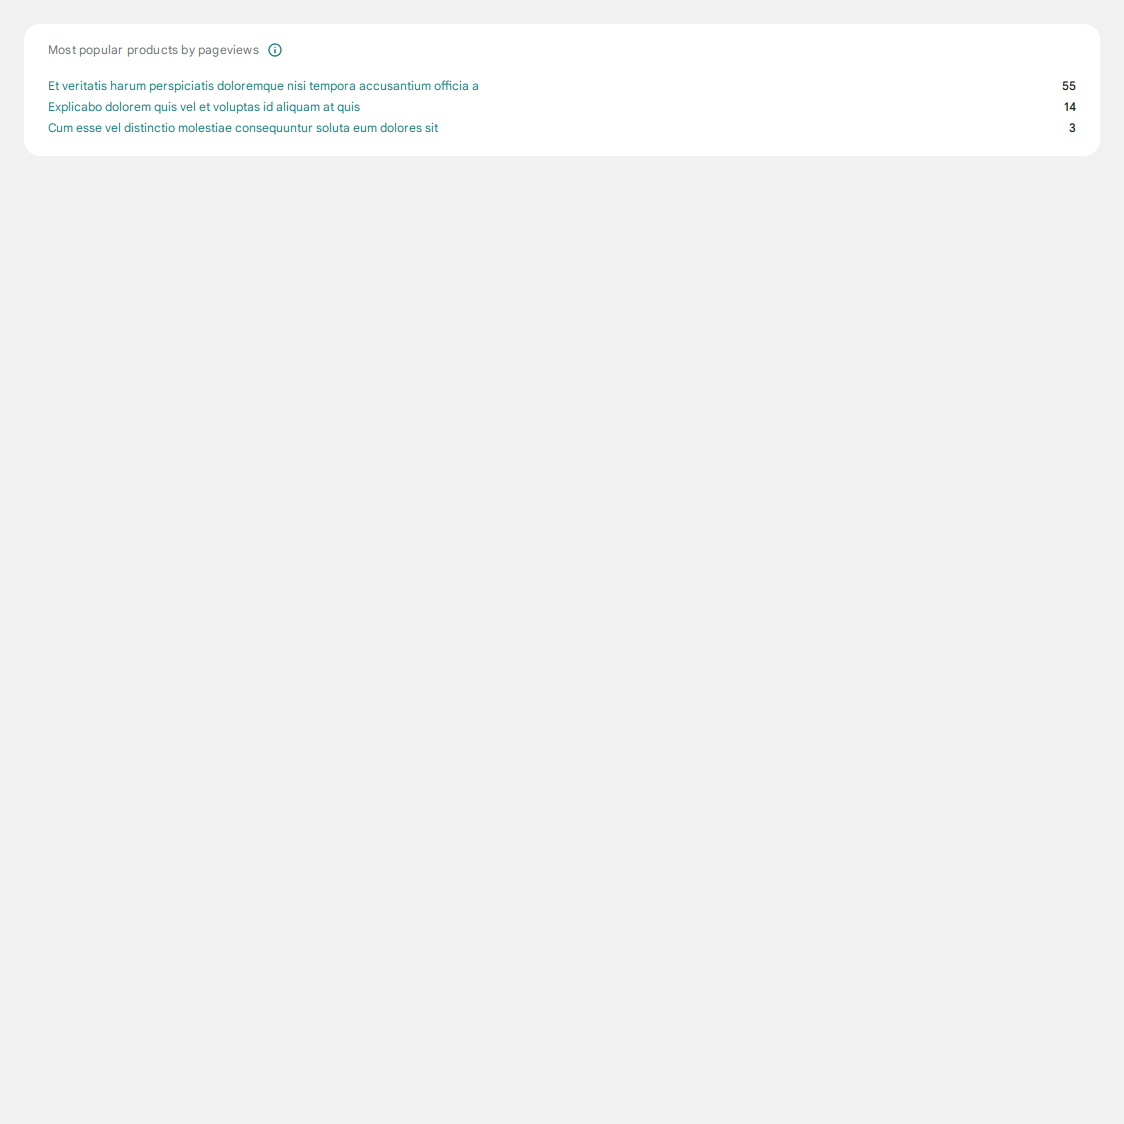 Most popular products by pageviews
Et veritatis harum perspiciatis doloremque nisi tempora accusantium officia a 55
Explicabo dolorem quis vel et voluptas id aliquam at quis 14
Cum esse vel distinctio molestiae consequuntur soluta eum dolores sit 3